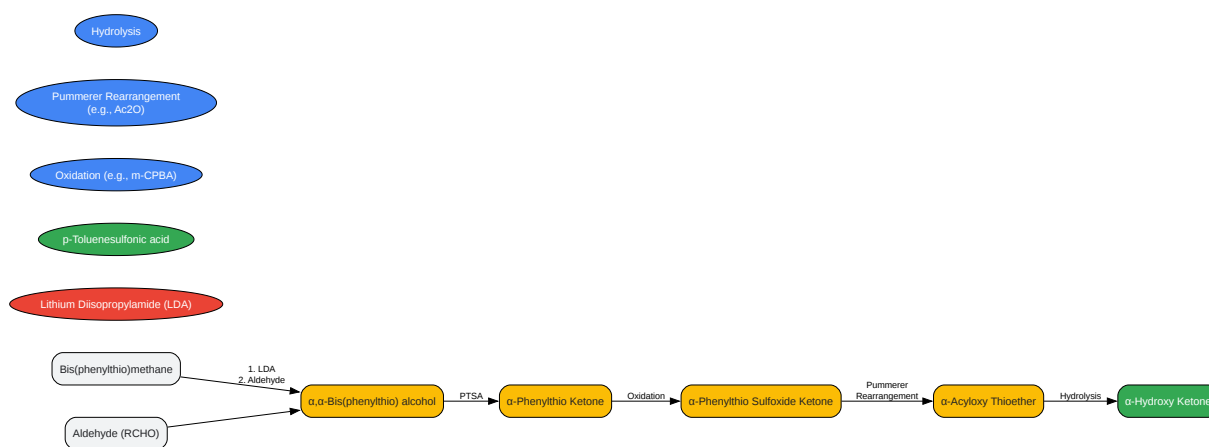 Hydrolysis
Pummerer Rearrangement
(e.g., Ac2O)
Oxidation (e.g., m-CPBA)
p-Toluenesulfonic acid
Lithium Diisopropylamide (LDA)
Bis(phenylthio)methane
Aldehyde (RCHO)
1. LDA
2. Aldehyde
α,α-Bis(phenylthio) alcohol
PTSA
α-Phenylthio Ketone
Oxidation
α-Phenylthio Sulfoxide Ketone
Pummerer
Rearrangement
α-Acyloxy Thioether
Hydrolysis
α-Hydroxy Ketone